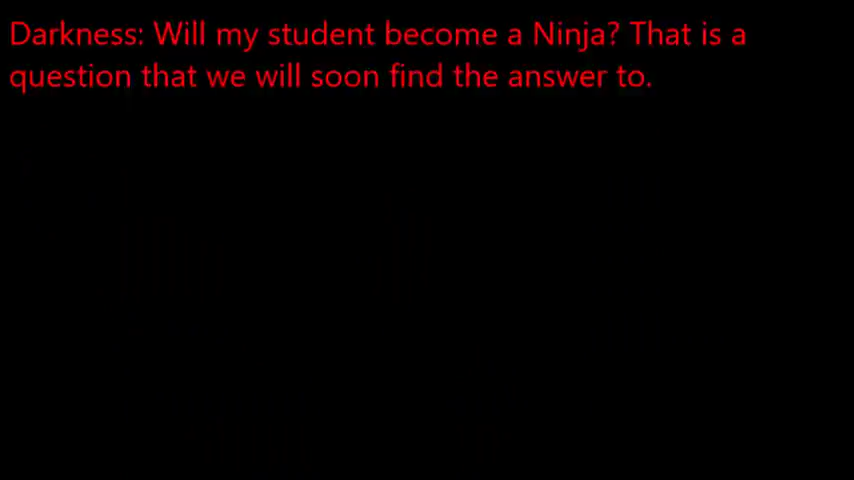 Darkness: Will my student become a Ninja? That is a
question that we will soon find the answer to.